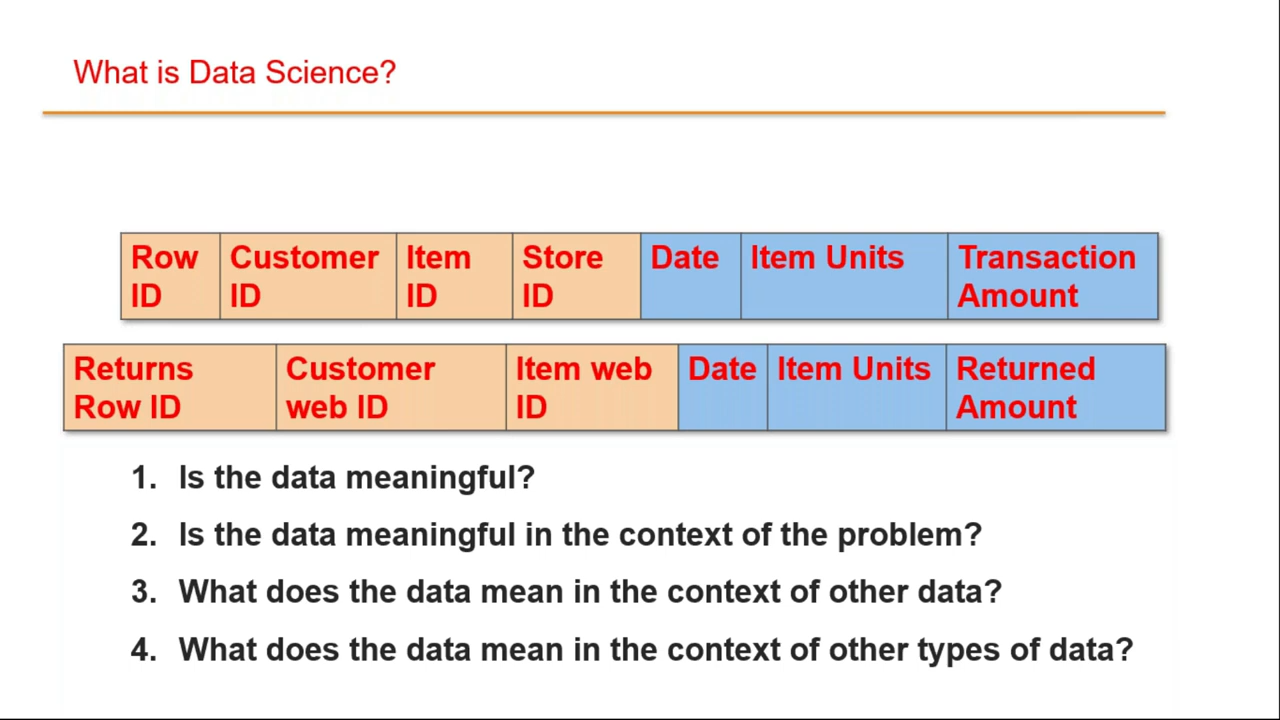 What is Data Science?
Row Customer Item Store Date Item Units Transaction
ID ID ID ID Amount
Returns Customer Item web Date Item Units Returned
Row ID web ID ID Amount
1. Is the data meaningful?
2. Is the data meaningful in the context of the problem?
3. What does the data mean in the context of other data?
4. What does the data mean in the context of other types of data?